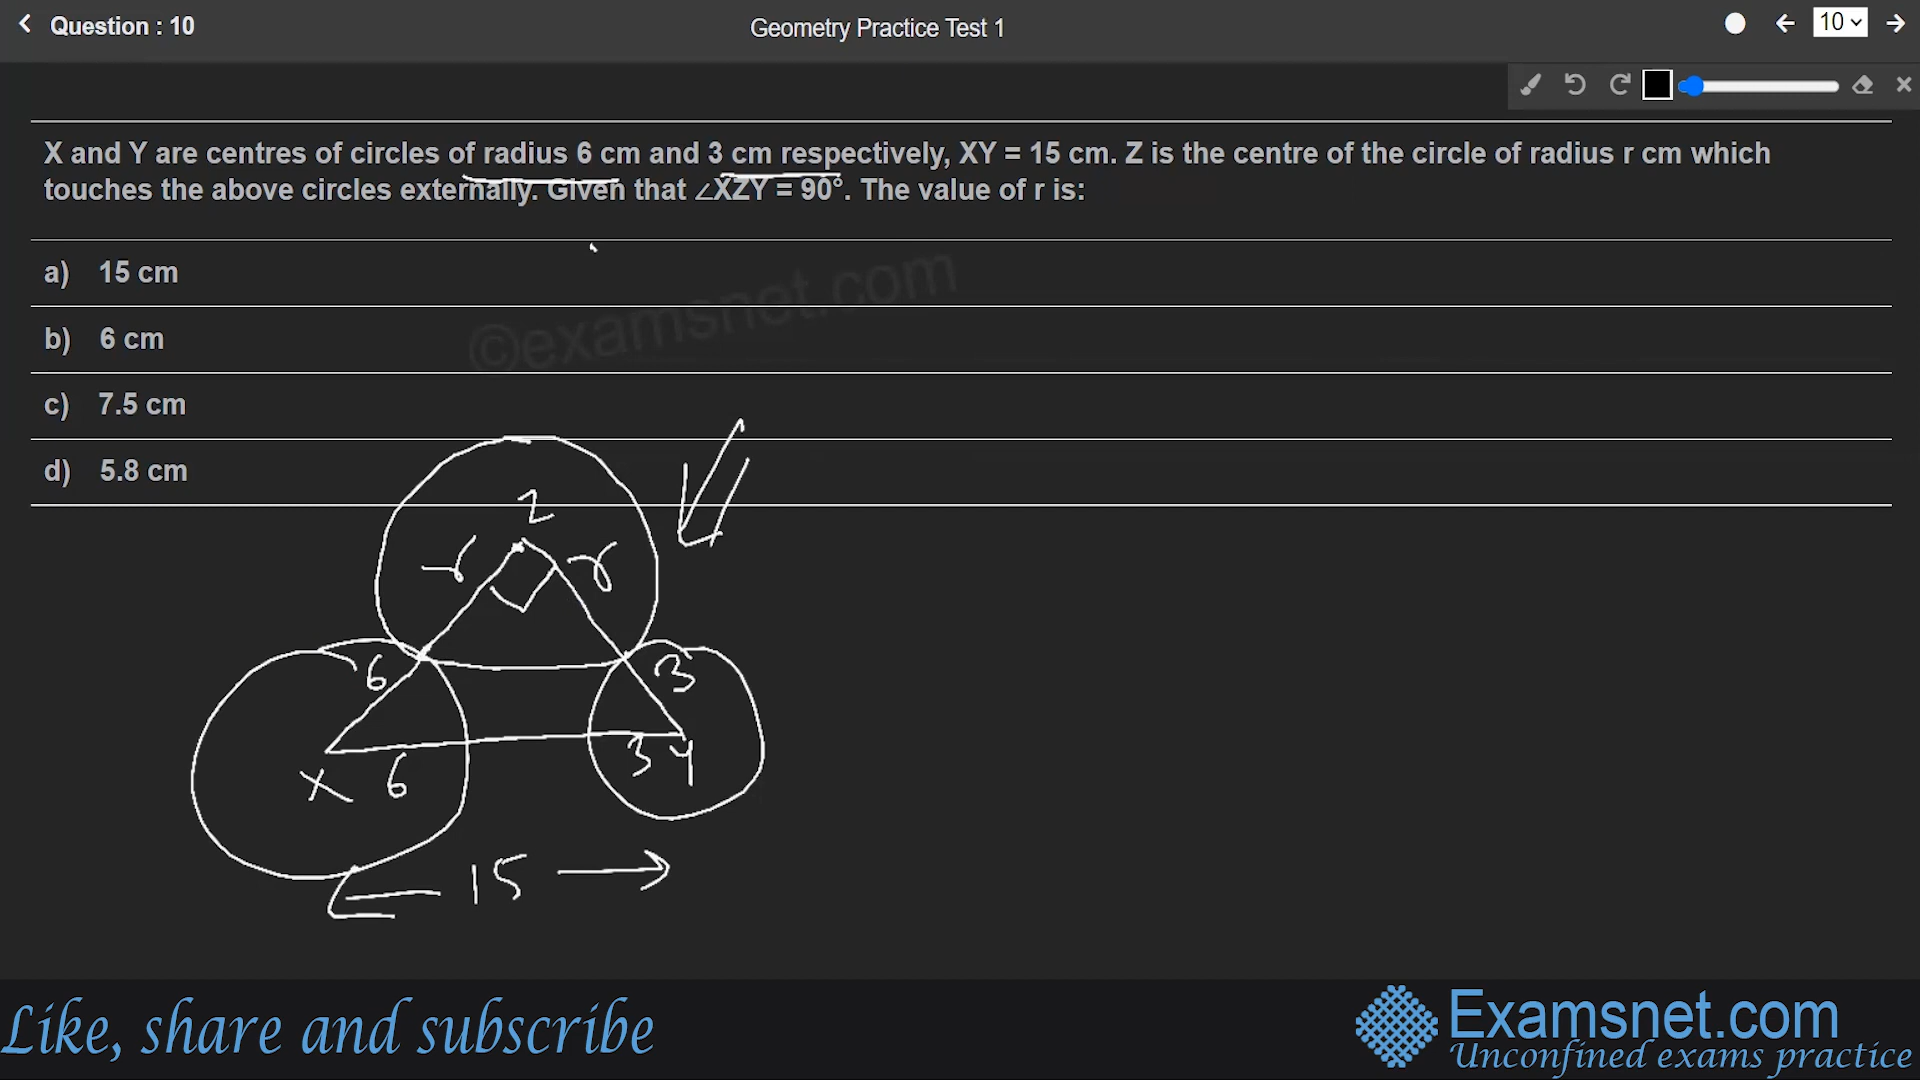 Question : 10
Geometry Practice Test 1
10
X and Y are centres of circles of radius 6 cm and 3 cm respectively, XY = 15 cm. Z is the centre of the circle of radius r cm which
touches the above circles externally. Given that ∠XZY = 90°. The value of r is:
a) 15 cm
©examsnet.com
b) 6 cm
c) 7.5 cm
d) 5.8 cm
Z
r r
6 3
X 6 3 Y
15
Like, share and subscribe
Examsnet.com
Unconfined exams practice